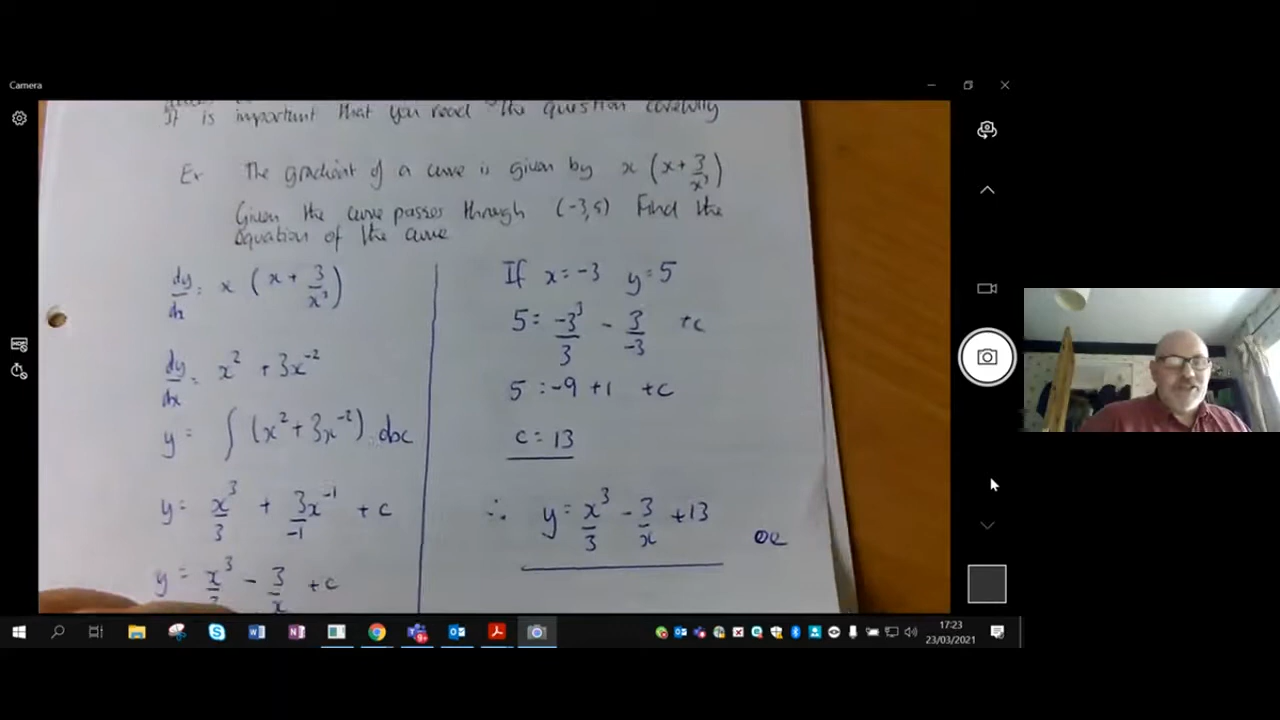 Camera
It is important that you read the question carefully
Ex The gradient of a curve is given by x (x + 3/x³)
Given the curve passes through (-3,5) Find the
equation of the curve
dy/dx = x (x + 3/x³)
dy/dx = x² + 3x⁻²
y = ∫ (x² + 3x⁻²) dx
y = x³/3 + 3x⁻¹/-1 + c
y = x³/3 - 3/x + c
If x = -3 y = 5
5 = -3³/3 - 3/-3 + c
5 = -9 + 1 + c
c = 13
∴ y = x³/3 - 3/x + 13
17:23
23/03/2021